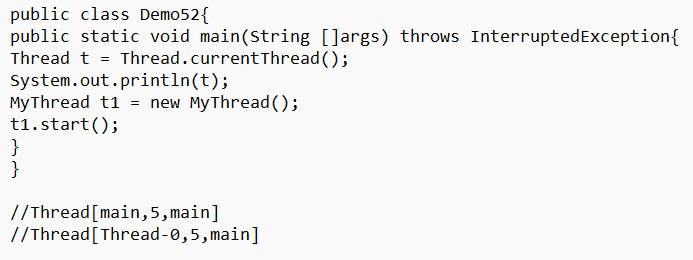 public class Demo52{
public static void main(String []args) throws InterruptedException{
Thread t = Thread.currentThread();
System.out.println(t);
MyThread t1 = new MyThread();
t1.start();
}
}
//Thread[main,5,main]
//Thread[Thread-0,5,main]